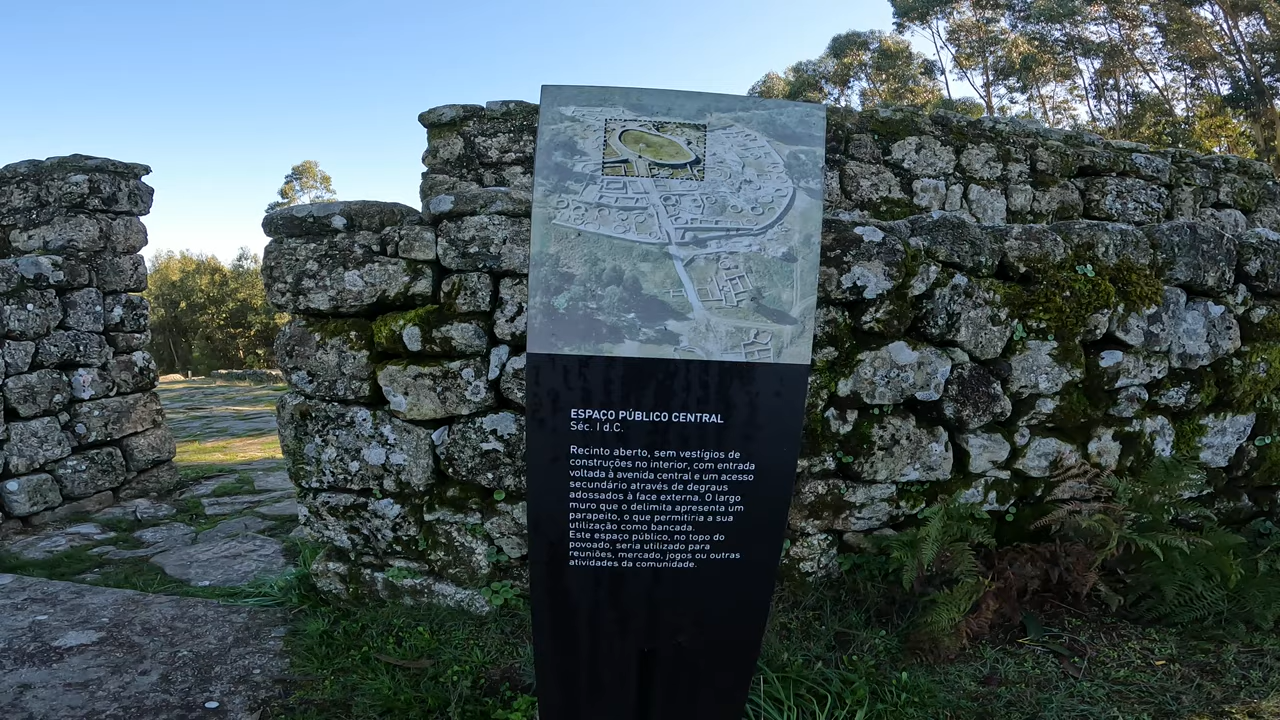 ESPAÇO PÚBLICO CENTRAL
Séc. I d.C.
Recinto aberto, sem vestígios de
construções no interior, com entrada
voltada à avenida central e um acesso
secundário através de degraus
adossados à face externa. O largo
muro que o delimita apresenta um
parapeito, o que permitiria a sua
utilização como bancada.
Este espaço público, no topo do
povoado, seria utilizado para
reuniões, mercado, jogos ou outras
atividades da comunidade.